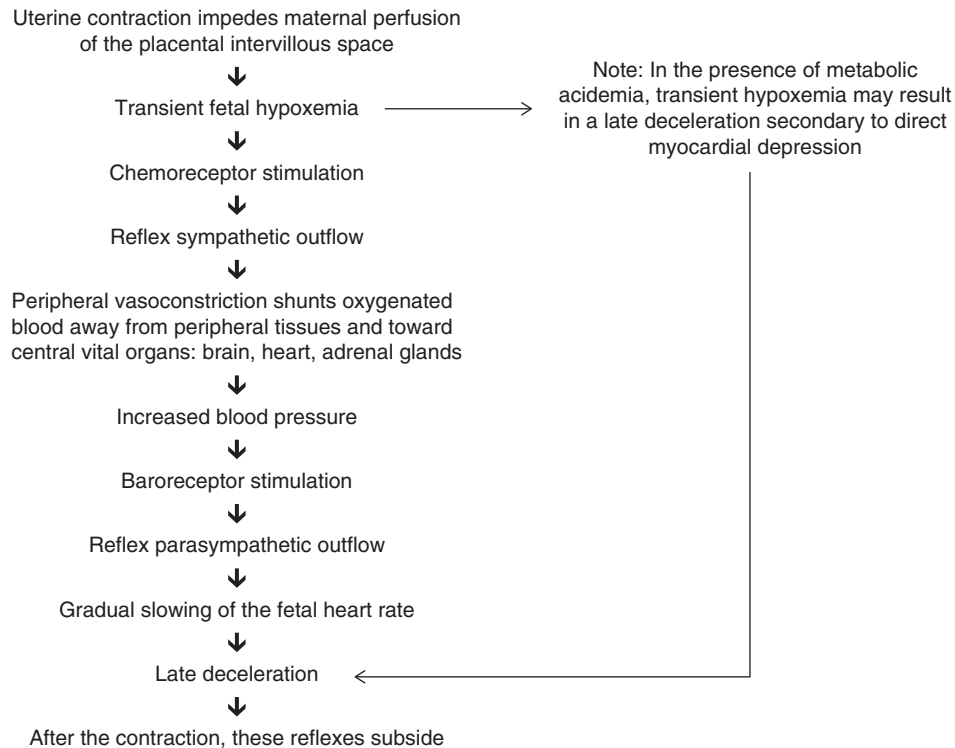 Uterine contraction impedes maternal perfusion
of the placental intervillous space
Transient fetal hypoxemia
Note: In the presence of metabolic
acidemia, transient hypoxemia may result
in a late deceleration secondary to direct
myocardial depression
Chemoreceptor stimulation
Reflex sympathetic outflow
Peripheral vasoconstriction shunts oxygenated
blood away from peripheral tissues and toward
central vital organs: brain, heart, adrenal glands
Increased blood pressure
Baroreceptor stimulation
Reflex parasympathetic outflow
Gradual slowing of the fetal heart rate
Late deceleration
After the contraction, these reflexes subside